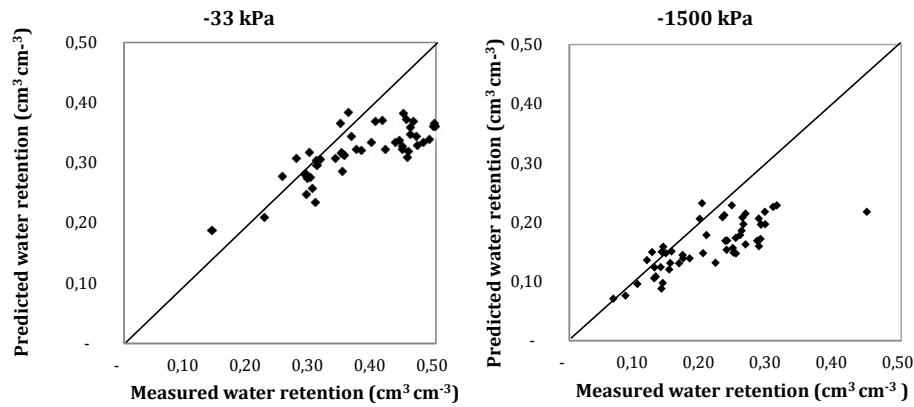 -33 kPa
0,50
0,40
0,30
0,20
0,10
-
Predicted water retention (cm³ cm-³)
- 0,10 0,20 0,30 0,40 0,50
Measured water retention (cm³ cm-³)
-1500 kPa
0,50
0,40
0,30
0,20
0,10
-
Predicted water retention (cm³ cm-³)
- 0,10 0,20 0,30 0,40 0,50
Measured water retention (cm³ cm-³)